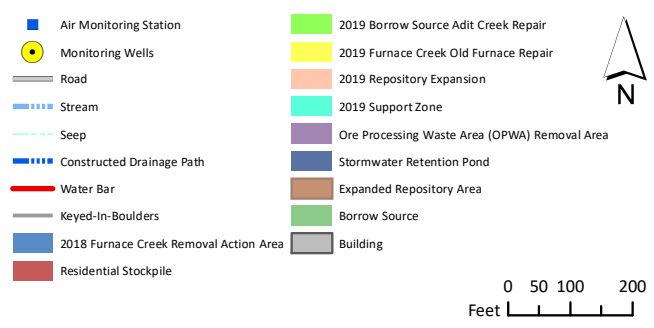 Air Monitoring Station
Monitoring Wells
Road
Stream
Seep
Constructed Drainage Path
Water Bar
Keyed-In-Boulders
2018 Furnace Creek Removal Action Area
Residential Stockpile
2019 Borrow Source Adit Creek Repair
2019 Furnace Creek Old Furnace Repair
2019 Repository Expansion
2019 Support Zone
Ore Processing Waste Area (OPWA) Removal Area
Stormwater Retention Pond
Expanded Repository Area
Borrow Source
Building
N
0 50 100 200
Feet